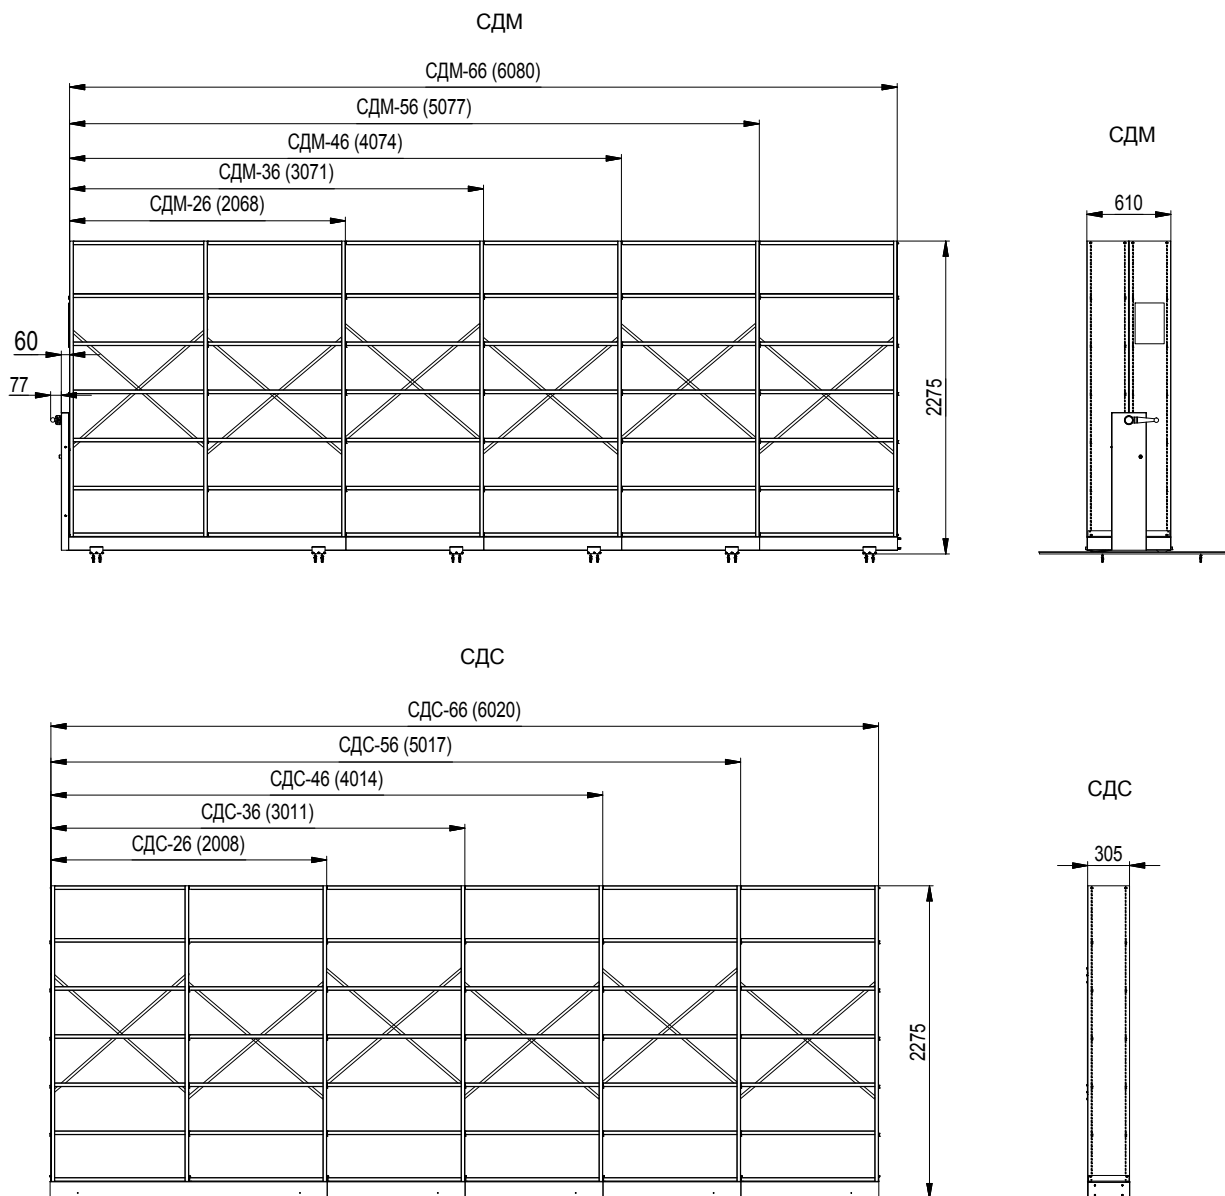 СДМ
СДМ-66 (6080)
СДМ-56 (5077)
СДМ-46 (4074)
СДМ-36 (3071)
СДМ-26 (2068)
60
77
2275
СДМ
610
СДС
СДС-66 (6020)
СДС-56 (5017)
СДС-46 (4014)
СДС-36 (3011)
СДС-26 (2008)
2275
СДС
305